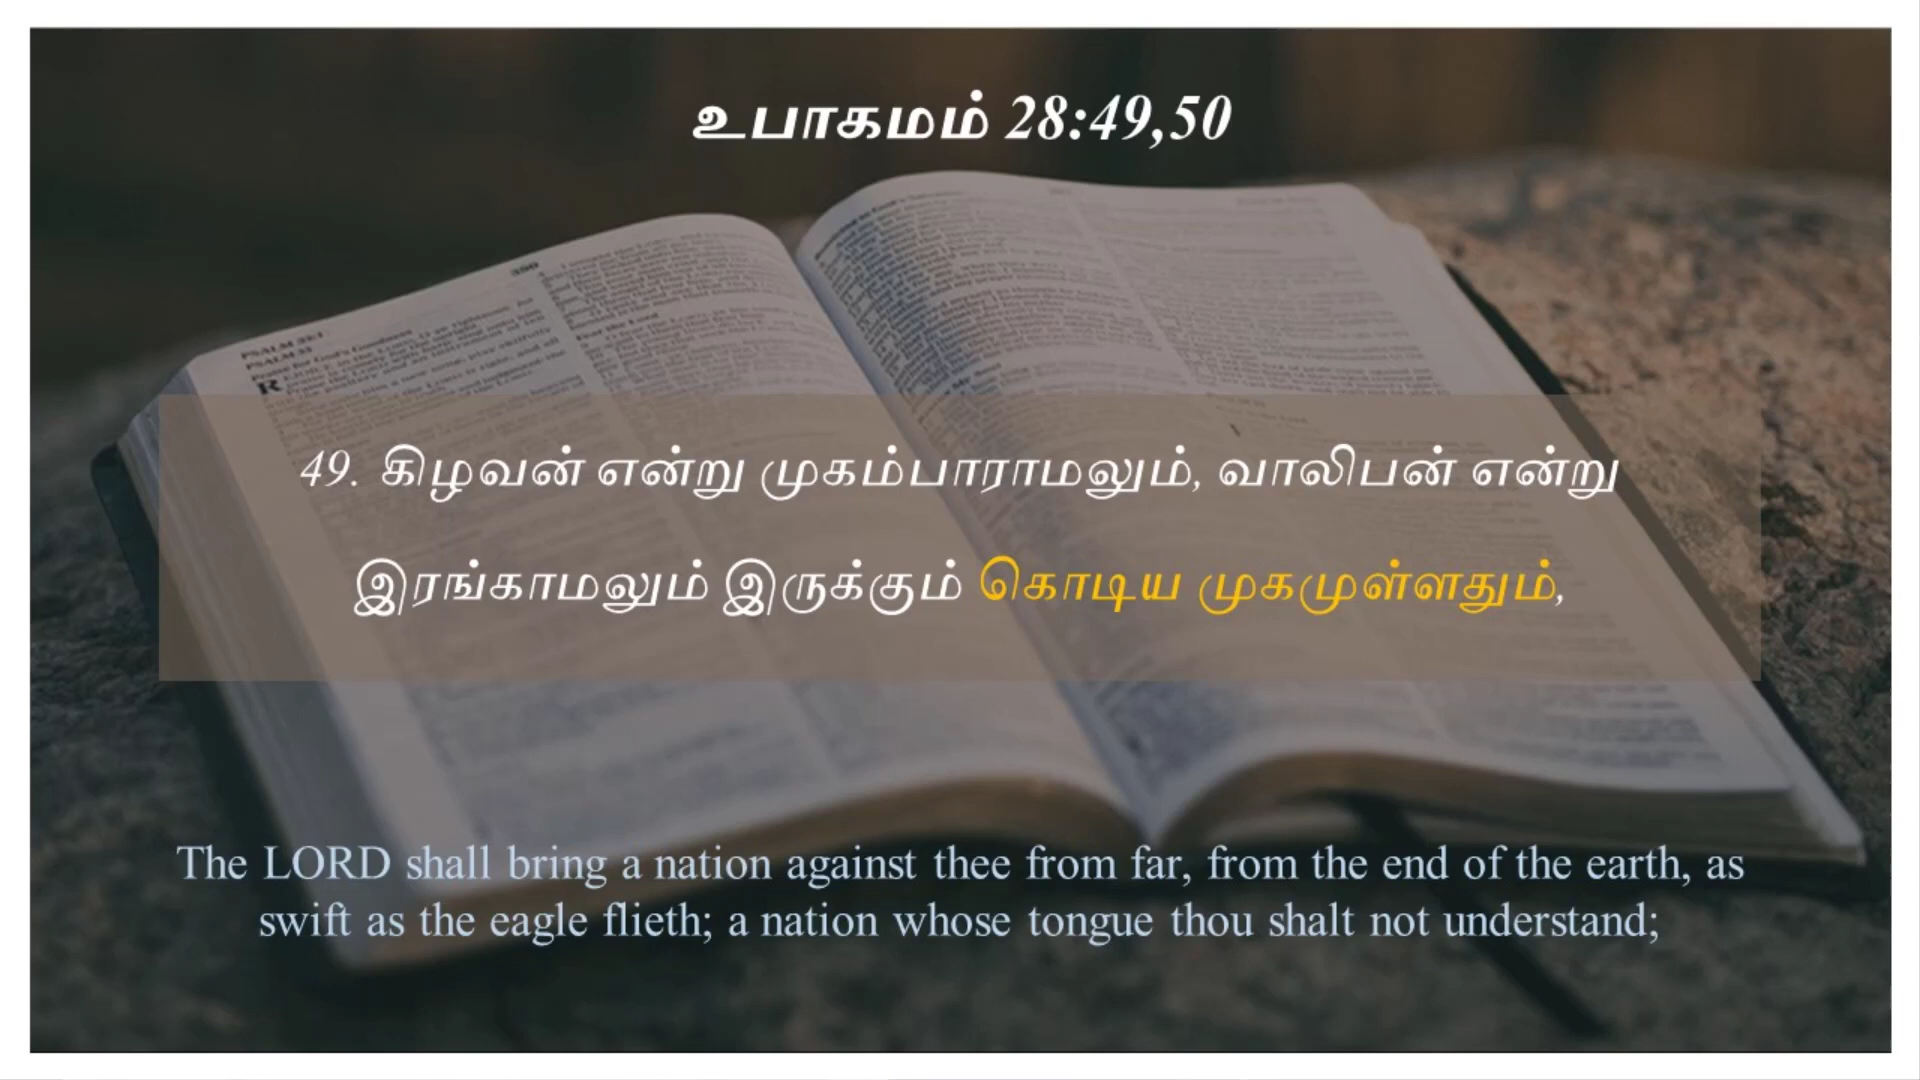 உபாகமம் 28:49,50
49. கிழவன் என்று முகம்பாராமலும், வாலிபன் என்று
இரங்காமலும் இருக்கும் கொடிய முகமுள்ளதும்,
The LORD shall bring a nation against thee from far, from the end of the earth, as
swift as the eagle flieth; a nation whose tongue thou shalt not understand;